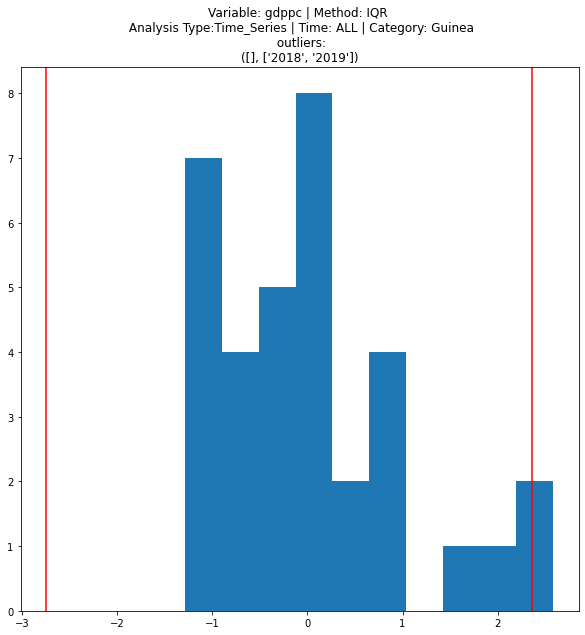 Variable: gdppc | Method: IQR
Analysis Type:Time_Series | Time: ALL | Category: Guinea
outliers:
([], ['2018', '2019'])
8
7
6
5
4
3
2
1
0
−3 −2 −1 0 1 2